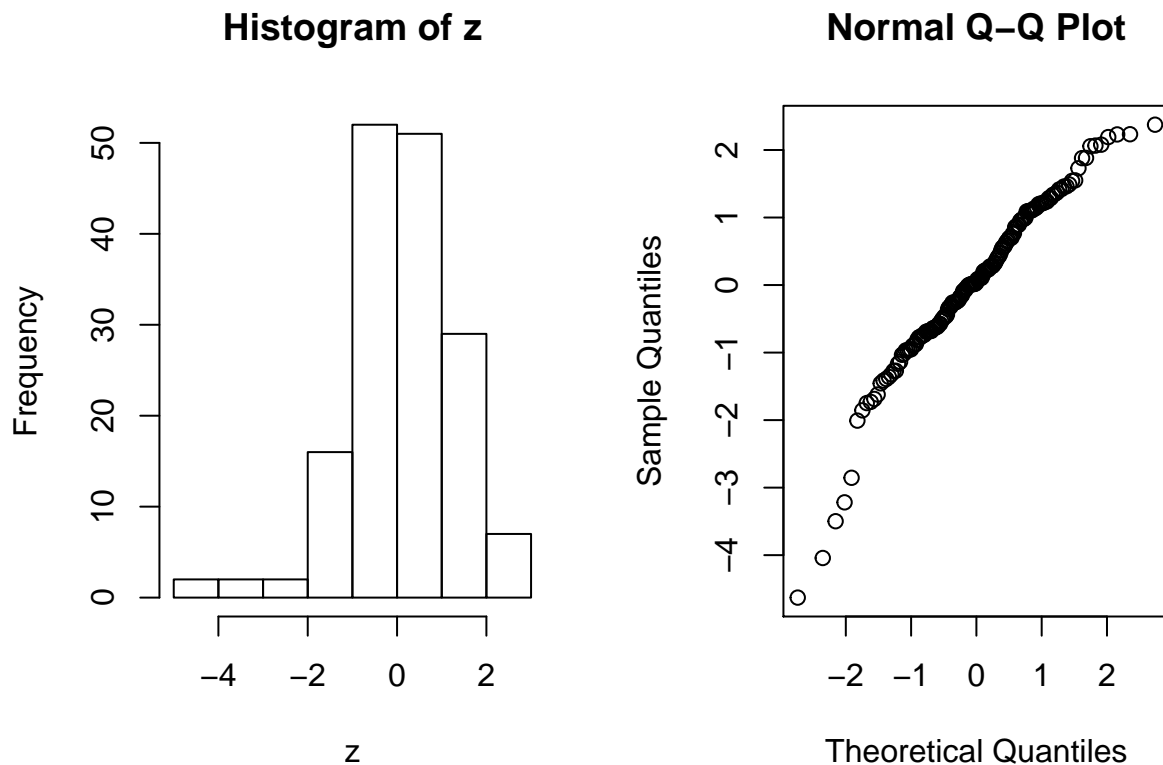 Histogram of z
Frequency
0 10 20 30 40 50
−4 −2 0 2
z
Normal Q−Q Plot
Sample Quantiles
−4 −3 −2 −1 0 1 2
−2 −1 0 1 2
Theoretical Quantiles